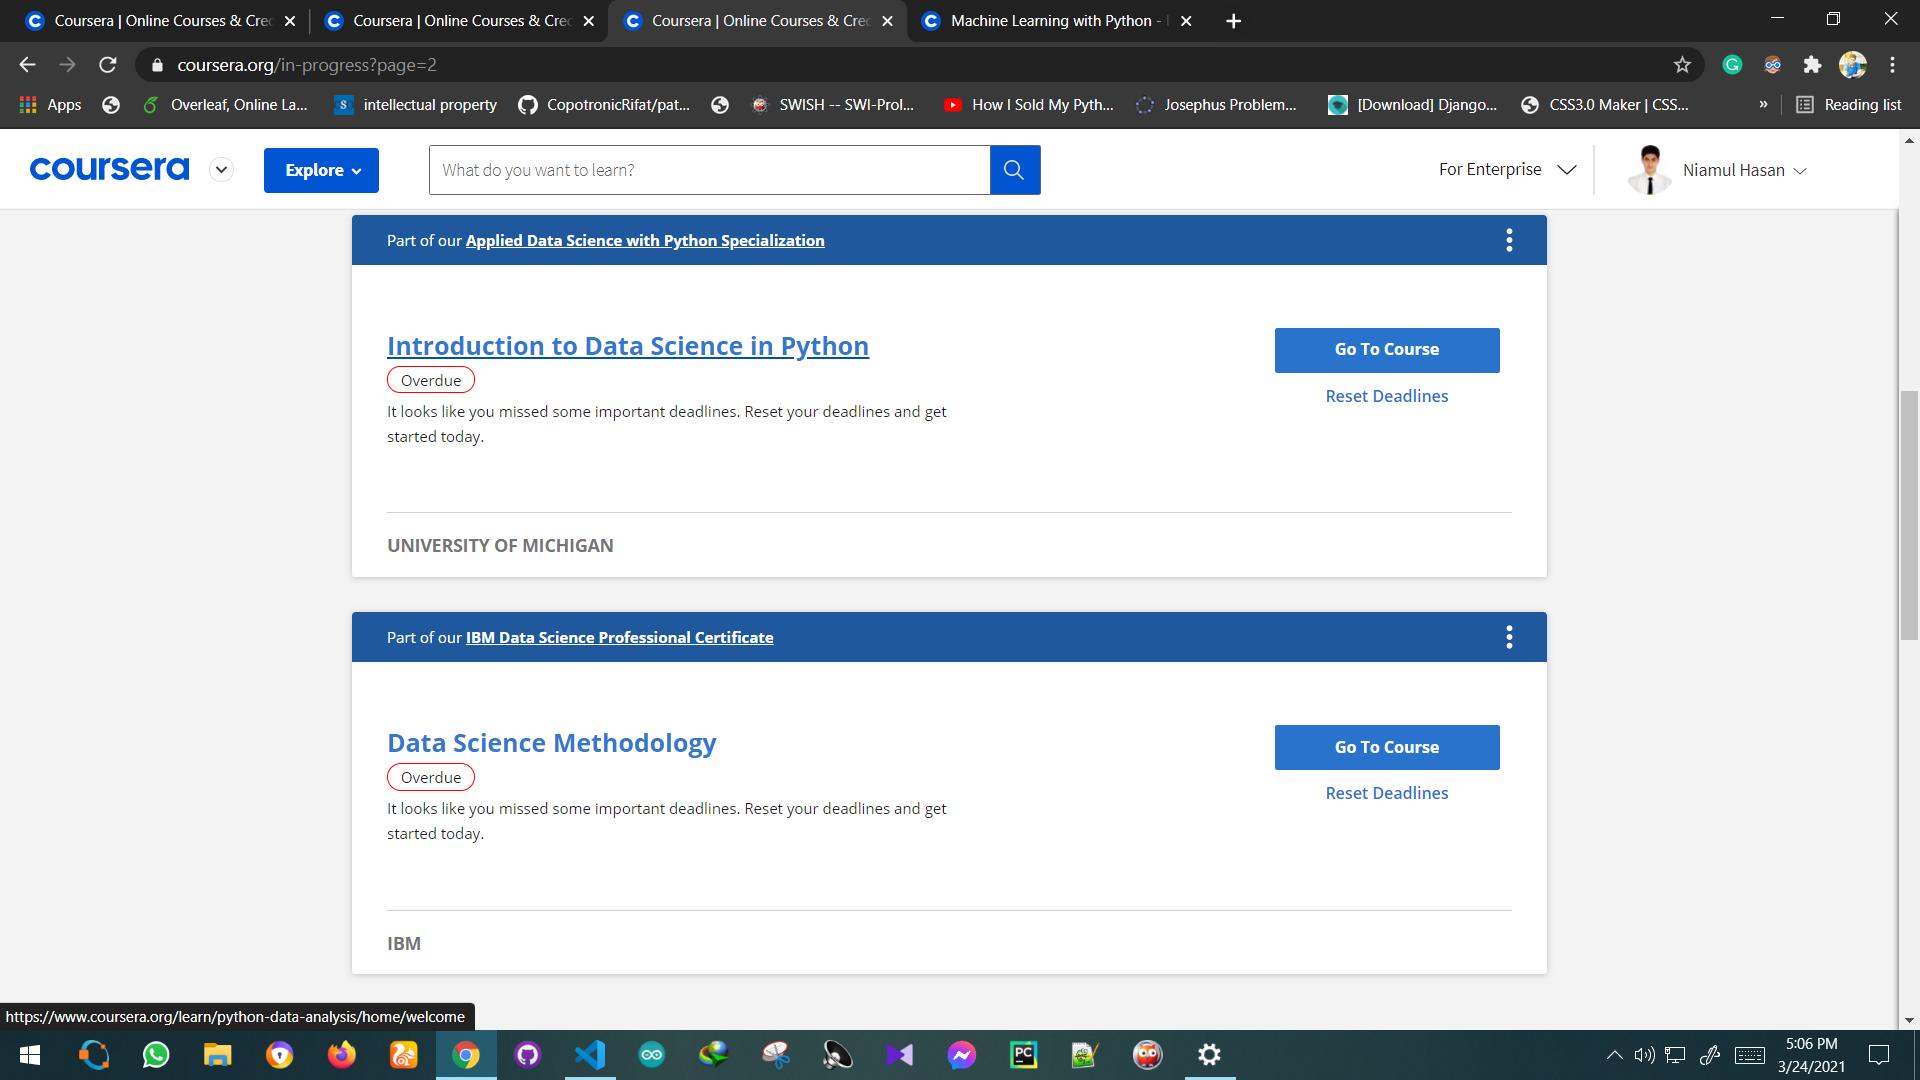 Coursera | Online Courses & Cre
Coursera | Online Courses & Cre
Coursera | Online Courses & Cre
Machine Learning with Python -
coursera.org/in-progress?page=2
Apps
Overleaf, Online La...
intellectual property
CopotronicRifat/pat...
SWISH -- SWI-Prol...
How I Sold My Pyth...
Josephus Problem...
[Download] Django...
CSS3.0 Maker | CSS...
»
Reading list
coursera
Explore
What do you want to learn?
For Enterprise
Niamul Hasan
Part of our Applied Data Science with Python Specialization
Introduction to Data Science in Python
Go To Course
Overdue
Reset Deadlines
It looks like you missed some important deadlines. Reset your deadlines and get
started today.
UNIVERSITY OF MICHIGAN
Part of our IBM Data Science Professional Certificate
Data Science Methodology
Go To Course
Overdue
Reset Deadlines
It looks like you missed some important deadlines. Reset your deadlines and get
started today.
IBM
https://www.coursera.org/learn/python-data-analysis/home/welcome
PC
5:06 PM
3/24/2021